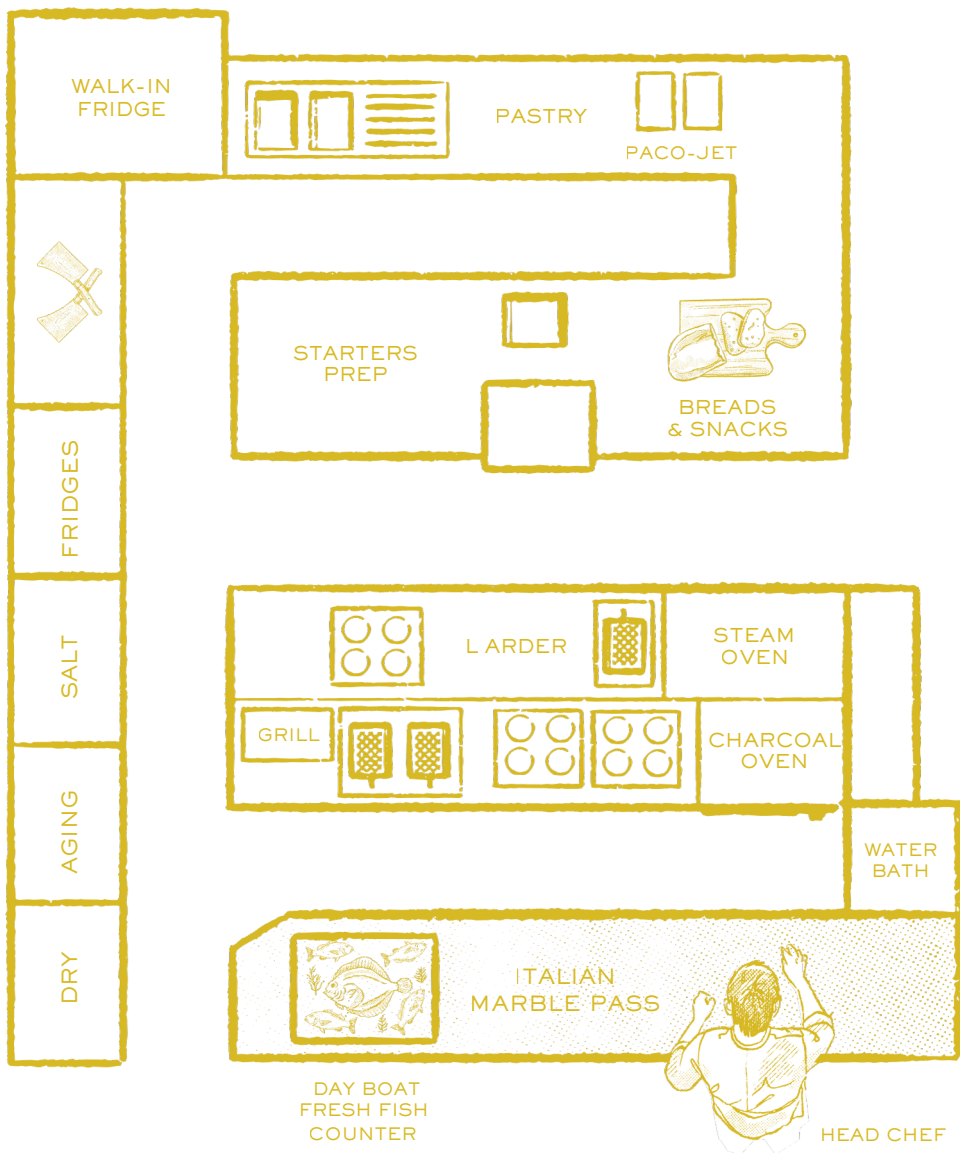 WALK-IN
FRIDGE
PASTRY
PACO-JET
STARTERS
PREP
BREADS
& SNACKS
FRIDGES
SALT
AGING
DRY
LARDER
STEAM
OVEN
GRILL
CHARCOAL
OVEN
WATER
BATH
ITALIAN
MARBLE PASS
DAY BOAT
FRESH FISH
COUNTER
HEAD CHEF